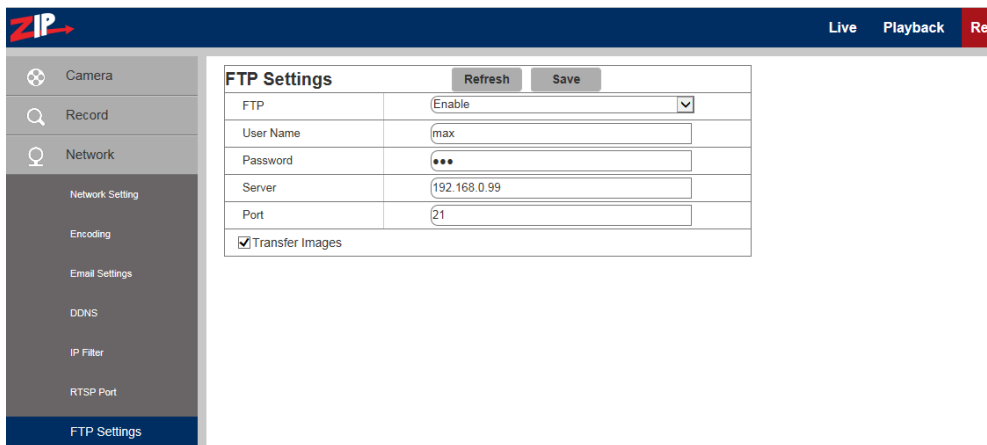 ZIP
Live Playback Re
Camera
Record
Network
Network Setting
Encoding
Email Settings
DDNS
IP Filter
RTSP Port
FTP Settings
FTP Settings Refresh Save
FTP Enable
User Name max
Password •••
Server 192.168.0.99
Port 21
Transfer Images